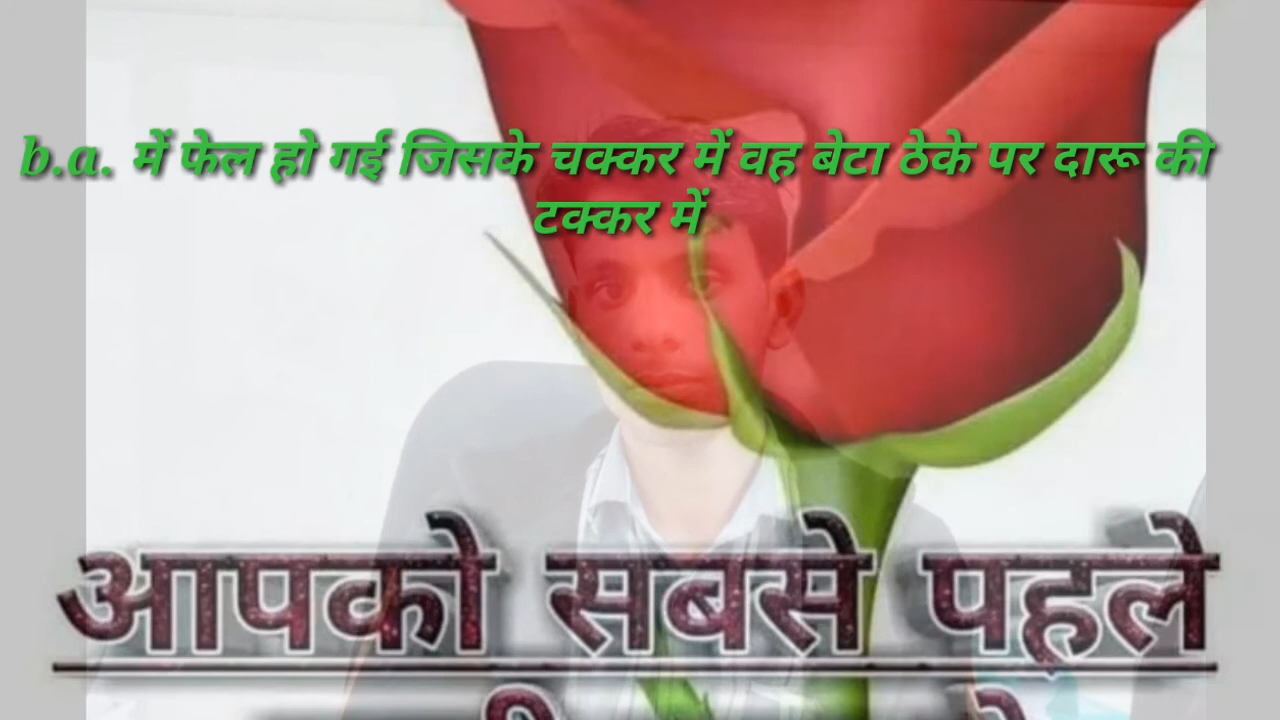 b.a. में फेल हो गई जिसके चक्कर में वह बेटा ठेके पर दारू की
टक्कर में
आपको सबसे पहले